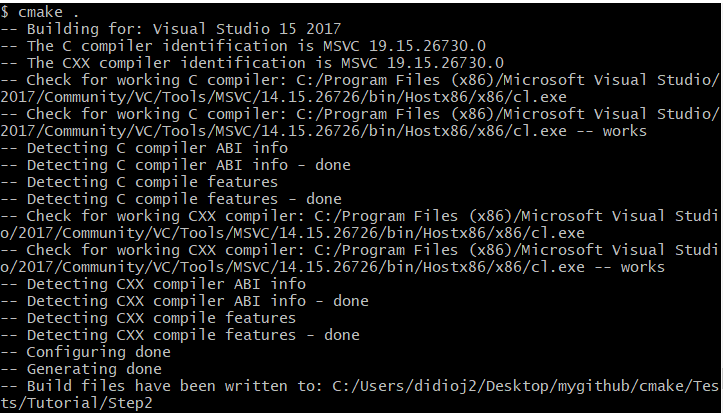 $ cmake .
-- Building for: Visual Studio 15 2017
-- The C compiler identification is MSVC 19.15.26730.0
-- The CXX compiler identification is MSVC 19.15.26730.0
-- Check for working C compiler: C:/Program Files (x86)/Microsoft Visual Studio/
2017/Community/VC/Tools/MSVC/14.15.26726/bin/Hostx86/x86/cl.exe
-- Check for working C compiler: C:/Program Files (x86)/Microsoft Visual Studio/
2017/Community/VC/Tools/MSVC/14.15.26726/bin/Hostx86/x86/cl.exe -- works
-- Detecting C compiler ABI info
-- Detecting C compiler ABI info - done
-- Detecting C compile features
-- Detecting C compile features - done
-- Check for working CXX compiler: C:/Program Files (x86)/Microsoft Visual Studi
o/2017/Community/VC/Tools/MSVC/14.15.26726/bin/Hostx86/x86/cl.exe
-- Check for working CXX compiler: C:/Program Files (x86)/Microsoft Visual Studi
o/2017/Community/VC/Tools/MSVC/14.15.26726/bin/Hostx86/x86/cl.exe -- works
-- Detecting CXX compiler ABI info
-- Detecting CXX compiler ABI info - done
-- Detecting CXX compile features
-- Detecting CXX compile features - done
-- Configuring done
-- Generating done
-- Build files have been written to: C:/Users/didioj2/Desktop/mygithub/cmake/Tes
ts/Tutorial/Step2